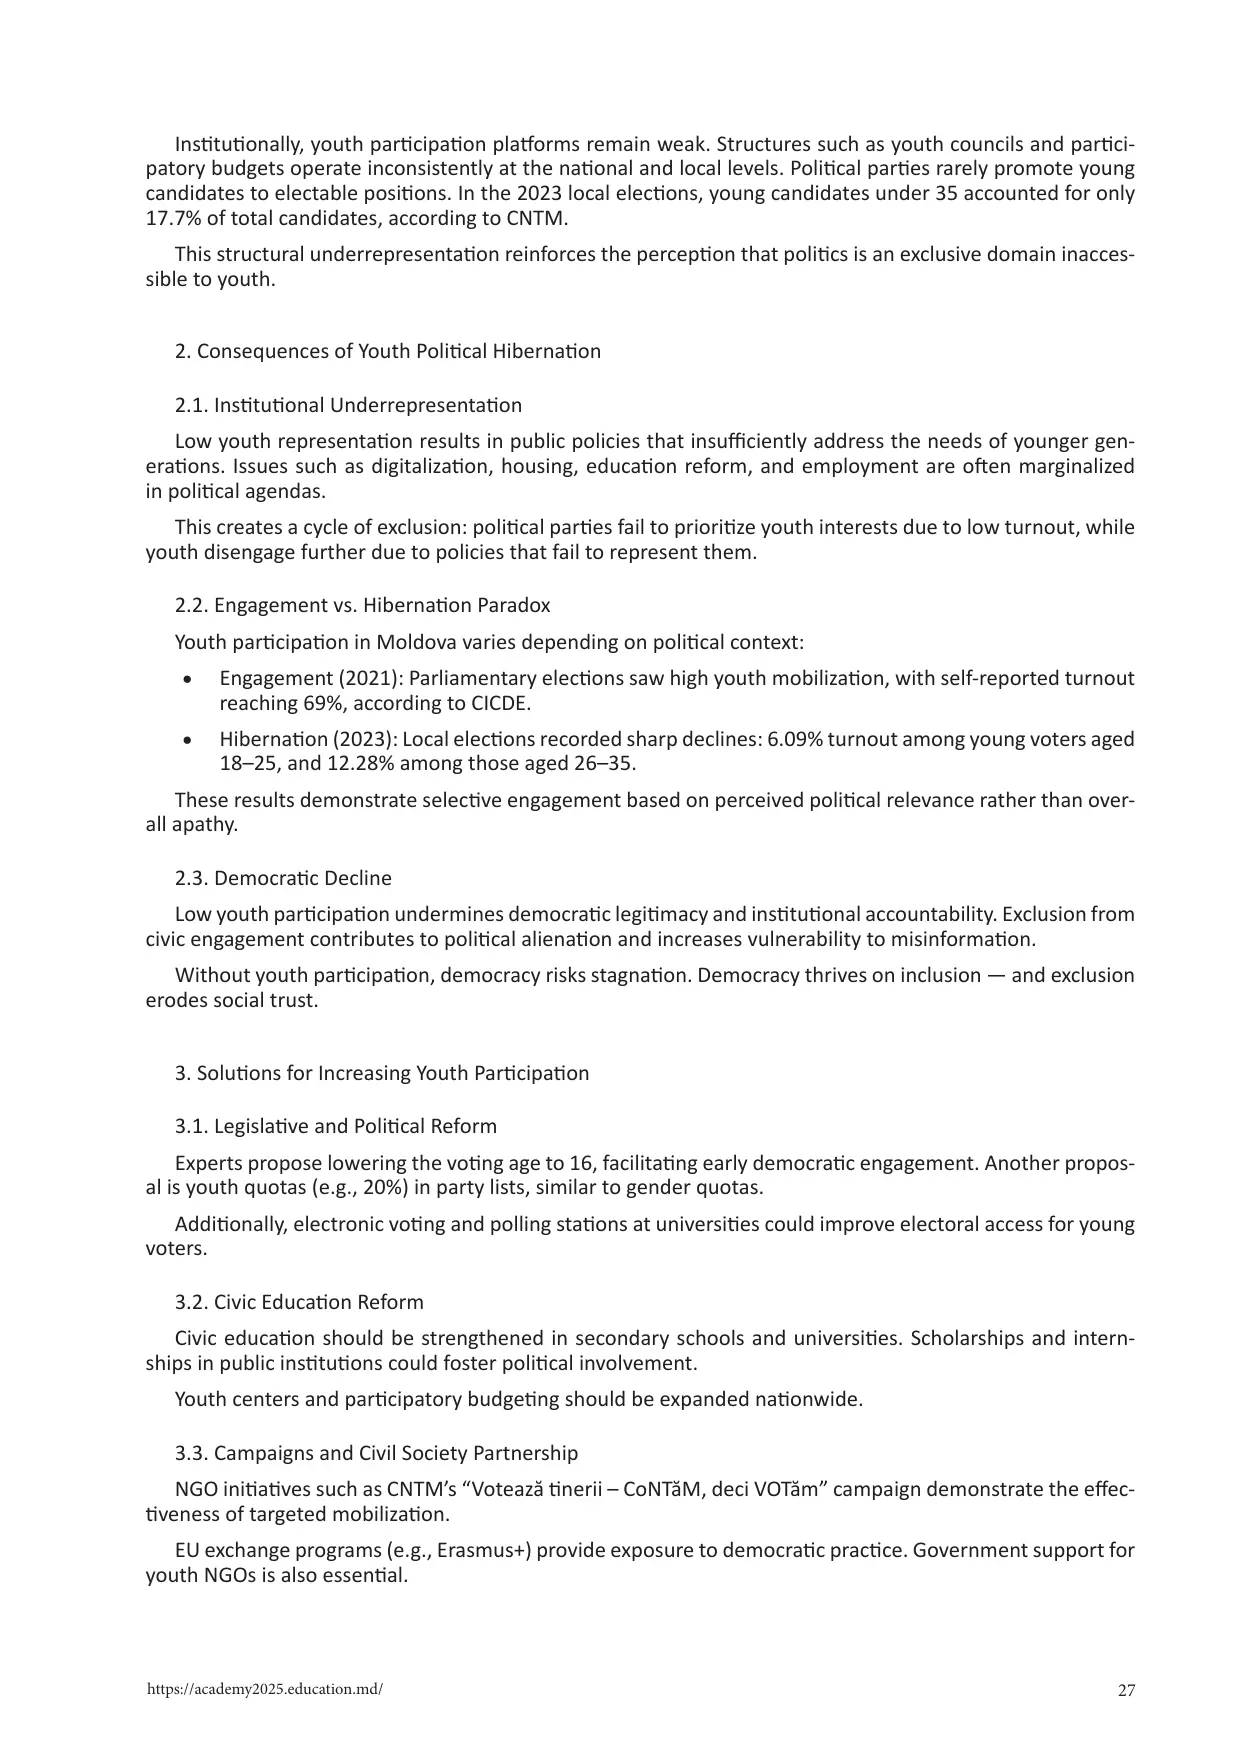 Institutionally, youth participation platforms remain weak. Structures such as youth councils and partici-
patory budgets operate inconsistently at the national and local levels. Political parties rarely promote young
candidates to electable positions. In the 2023 local elections, young candidates under 35 accounted for only
17.7% of total candidates, according to CNTM.
This structural underrepresentation reinforces the perception that politics is an exclusive domain inacces-
sible to youth.
2. Consequences of Youth Political Hibernation
2.1. Institutional Underrepresentation
Low youth representation results in public policies that insufficiently address the needs of younger gen-
erations. Issues such as digitalization, housing, education reform, and employment are often marginalized
in political agendas.
This creates a cycle of exclusion: political parties fail to prioritize youth interests due to low turnout, while
youth disengage further due to policies that fail to represent them.
2.2. Engagement vs. Hibernation Paradox
Youth participation in Moldova varies depending on political context:
• Engagement (2021): Parliamentary elections saw high youth mobilization, with self-reported turnout
reaching 69%, according to CICDE.
• Hibernation (2023): Local elections recorded sharp declines: 6.09% turnout among young voters aged
18–25, and 12.28% among those aged 26–35.
These results demonstrate selective engagement based on perceived political relevance rather than over-
all apathy.
2.3. Democratic Decline
Low youth participation undermines democratic legitimacy and institutional accountability. Exclusion from
civic engagement contributes to political alienation and increases vulnerability to misinformation.
Without youth participation, democracy risks stagnation. Democracy thrives on inclusion — and exclusion
erodes social trust.
3. Solutions for Increasing Youth Participation
3.1. Legislative and Political Reform
Experts propose lowering the voting age to 16, facilitating early democratic engagement. Another propos-
al is youth quotas (e.g., 20%) in party lists, similar to gender quotas.
Additionally, electronic voting and polling stations at universities could improve electoral access for young
voters.
3.2. Civic Education Reform
Civic education should be strengthened in secondary schools and universities. Scholarships and intern-
ships in public institutions could foster political involvement.
Youth centers and participatory budgeting should be expanded nationwide.
3.3. Campaigns and Civil Society Partnership
NGO initiatives such as CNTM’s “Votează tinerii – CoNTăM, deci VOTăm” campaign demonstrate the effec-
tiveness of targeted mobilization.
EU exchange programs (e.g., Erasmus+) provide exposure to democratic practice. Government support for
youth NGOs is also essential.
https://academy2025.education.md/
27